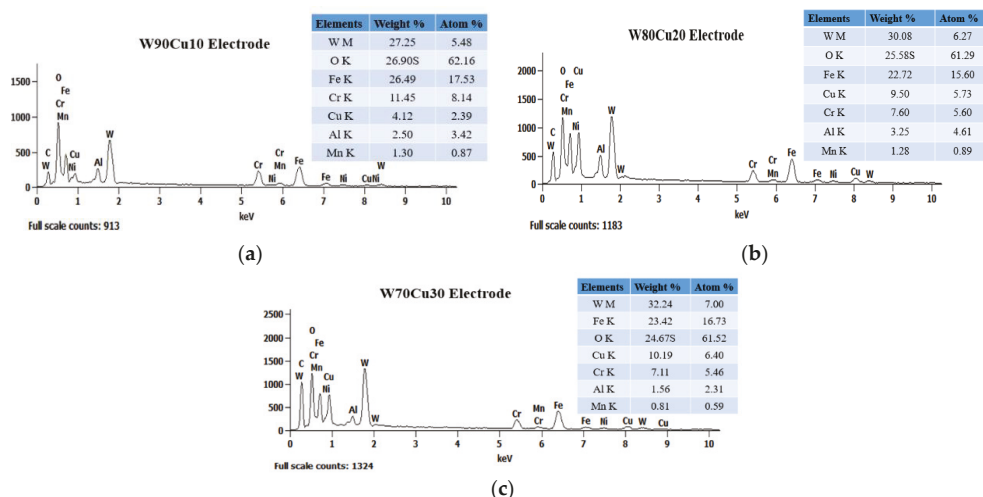 W90Cu10 Electrode
Elements Weight % Atom %
W M 27.25 5.48
O K 26.90S 62.16
Fe K 26.49 17.53
Cr K 11.45 8.14
Cu K 4.12 2.39
Al K 2.50 3.42
Mn K 1.30 0.87
1500
1000
500
0
O
Fe
Cr
Mn
C
W
Cu
Ni
Al
W
Cr
Ni
Cr
Mn
Fe
Fe
Ni
CuNi
W
0 1 2 3 4 5 6 7 8 9 10
keV
Full scale counts: 913
(a)
W80Cu20 Electrode
Elements Weight % Atom %
W M 30.08 6.27
O K 25.58S 61.29
Fe K 22.72 15.60
Cu K 9.50 5.73
Cr K 7.60 5.60
Al K 3.25 4.61
Mn K 1.28 0.89
2000
1500
1000
500
0
O Cu
Fe
Cr
Mn
Ni
C
W
Al
W
W
Cr
Cr
Mn
Fe
Fe
Ni
Cu
W
0 1 2 3 4 5 6 7 8 9 10
keV
Full scale counts: 1183
(b)
W70Cu30 Electrode
Elements Weight % Atom %
W M 32.24 7.00
Fe K 23.42 16.73
O K 24.67S 61.52
Cu K 10.19 6.40
Cr K 7.11 5.46
Al K 1.56 2.31
Mn K 0.81 0.59
2500
2000
1500
1000
500
0
O
Fe
Cr
Mn
C
W
Cu
Ni
Al
W
W
Cr
Mn
Cr
Fe
Fe
Ni
Cu
W
Cu
0 1 2 3 4 5 6 7 8 9 10
keV
Full scale counts: 1324
(c)